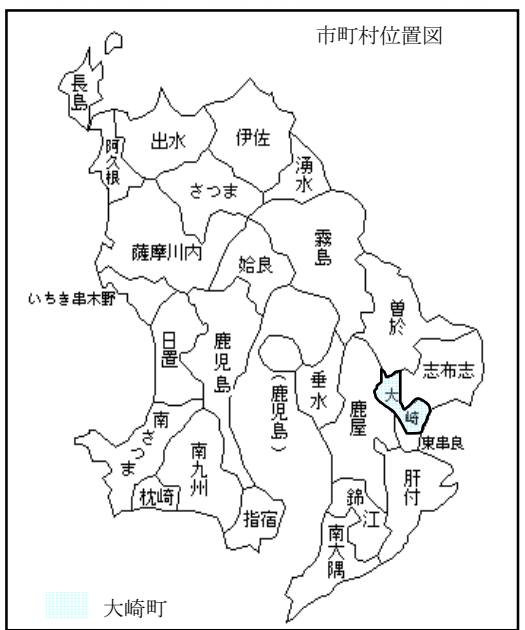 市町村位置図
長島
出水
伊佐
阿久根
湧水
さつま
霧島
薩摩川内
姶良
いちき串木野
曽於
日置
鹿児島
(鹿児島)
垂水
鹿屋
志布志
大崎
東串良
南さつま
南九州
肝付
枕崎
指宿
錦江
南大隅
大崎町